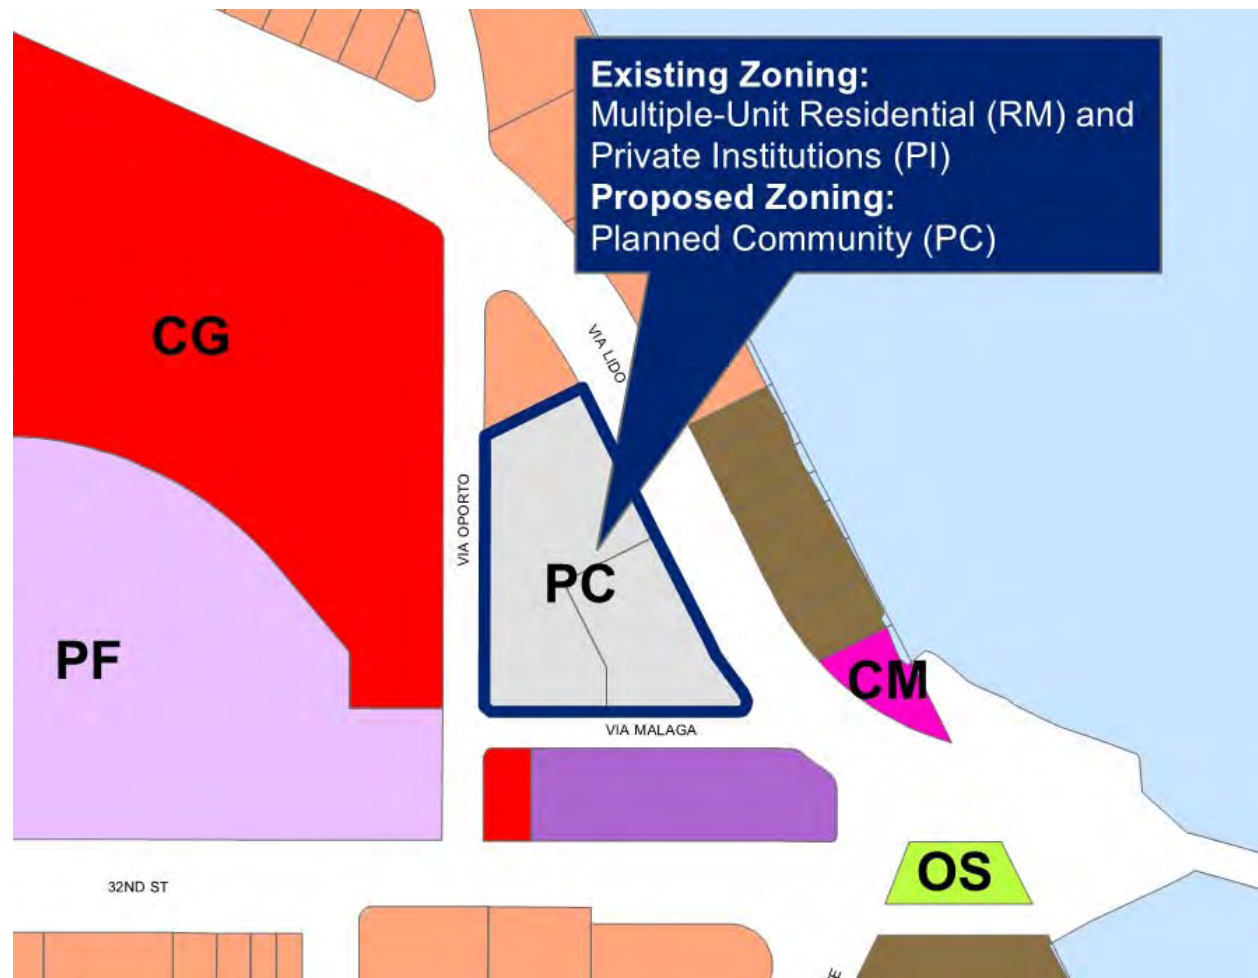 Existing Zoning:
Multiple-Unit Residential (RM) and
Private Institutions (PI)
Proposed Zoning:
Planned Community (PC)
CG
VIA LIDO
VIA OPORTO
PC
PF
CM
VIA MALAGA
OS
32ND ST